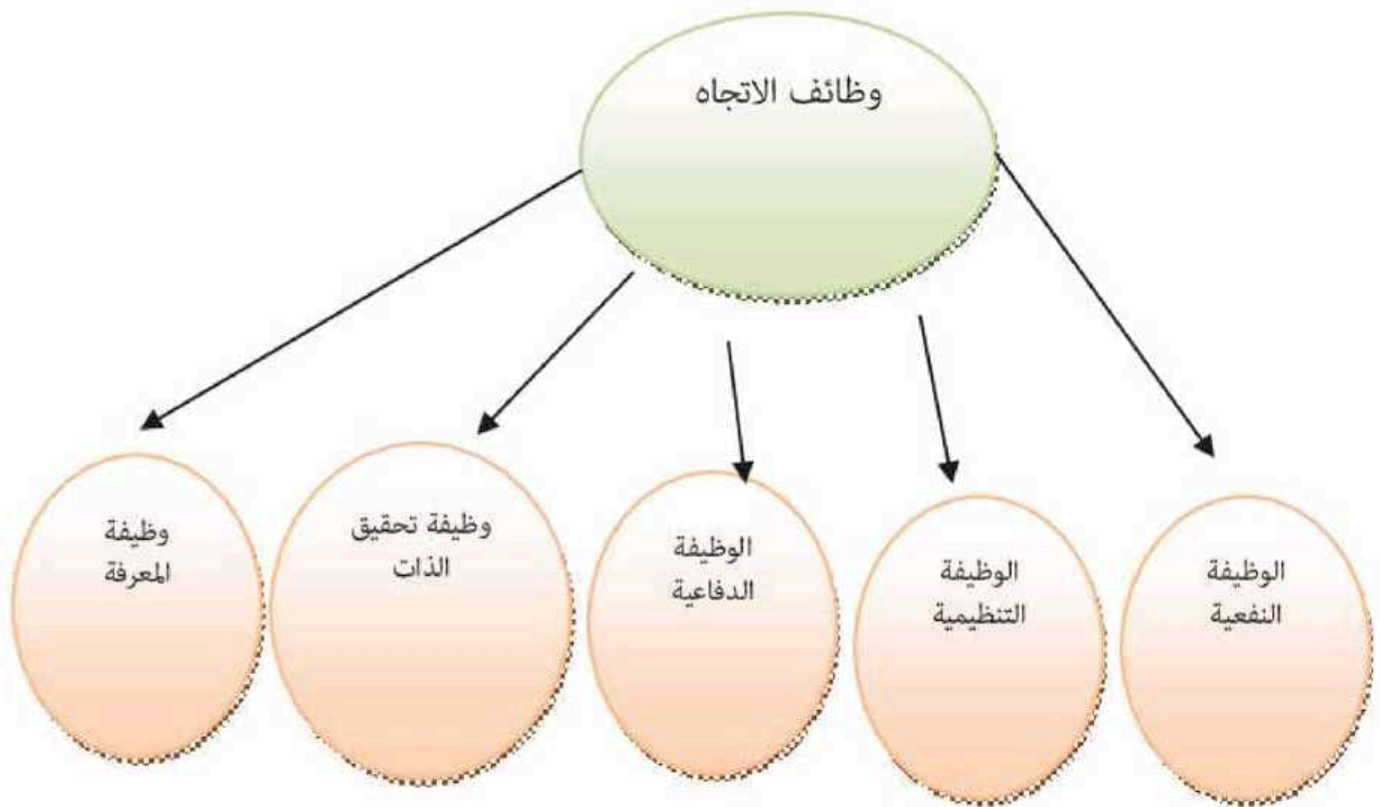 وظائف الاتجاه
الوظيفة
النفعية
الوظيفة
التنظيمية
الوظيفة
الدفاعية
وظيفة تحقيق
الذات
وظيفة
المعرفة